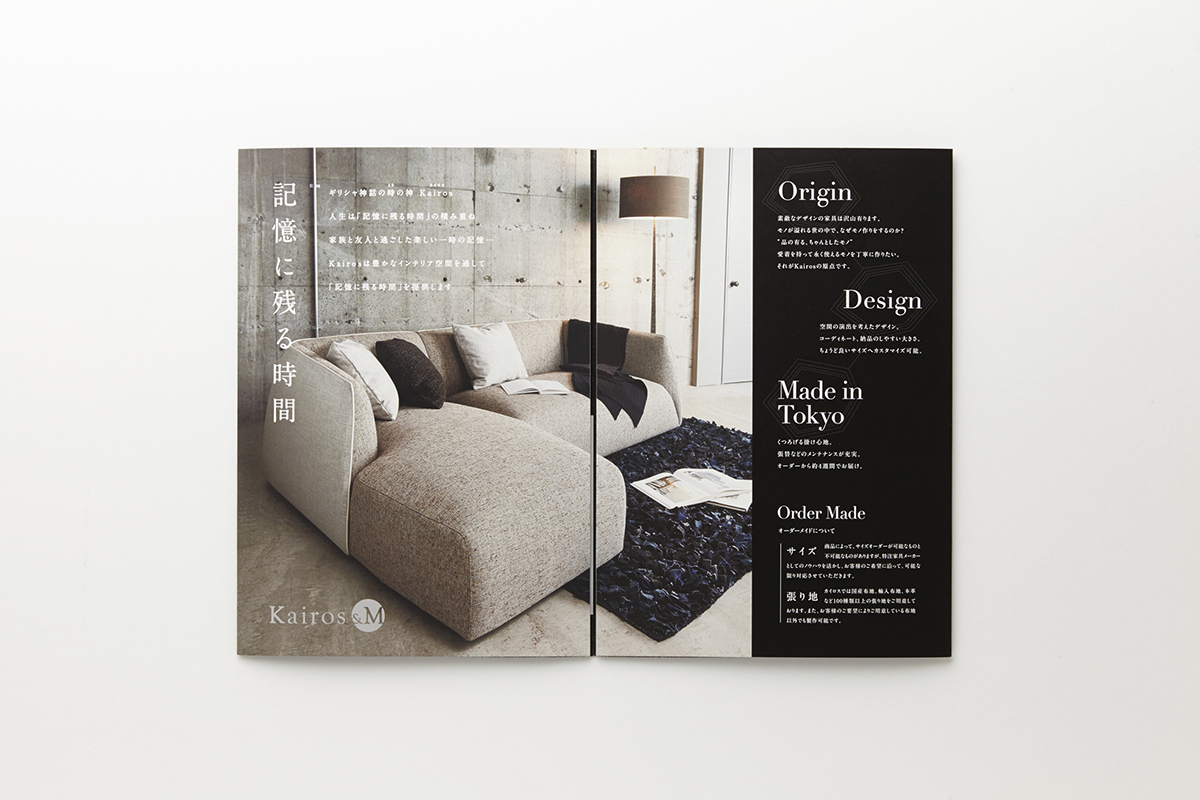 記憶に残る時間
ギリシャ神話の時の神 Kairos
人生は「記憶に残る時間」の積み重ね
家族と友人と過ごした楽しい一時の記憶…
Kairosは豊かなインテリア空間を通して
「記憶に残る時間」を提供します
Kairos &M
Origin
素敵なデザインの家具は沢山有ります。
モノが溢れる世の中で、なぜモノ作りをするのか?
“品の有る、ちゃんとしたモノ”
愛着を持って永く使えるモノを丁寧に作りたい。
それがKairosの原点です。
Design
空間の演出を考えたデザイン。
コーディネート、納品のしやすい大きさ。
ちょうど良いサイズへカスタマイズ可能。
Made in
Tokyo
くつろげる掛け心地。
張替などのメンテナンスが充実。
オーダーから約4週間でお届け。
Order Made
オーダーメイドについて
サイズ 商品によって、サイズオーダーが可能なものと
不可能なものがありますが、特注家具メーカー
としてのノウハウを活かし、お客様のご希望に沿って、可能な
限り対応させていただきます。
張り地 カイロスでは国産布地、輸入布地、本革
など100種類以上の張り地をご用意して
おります。また、お客様のご要望によりご用意している布地
以外でも製作可能です。